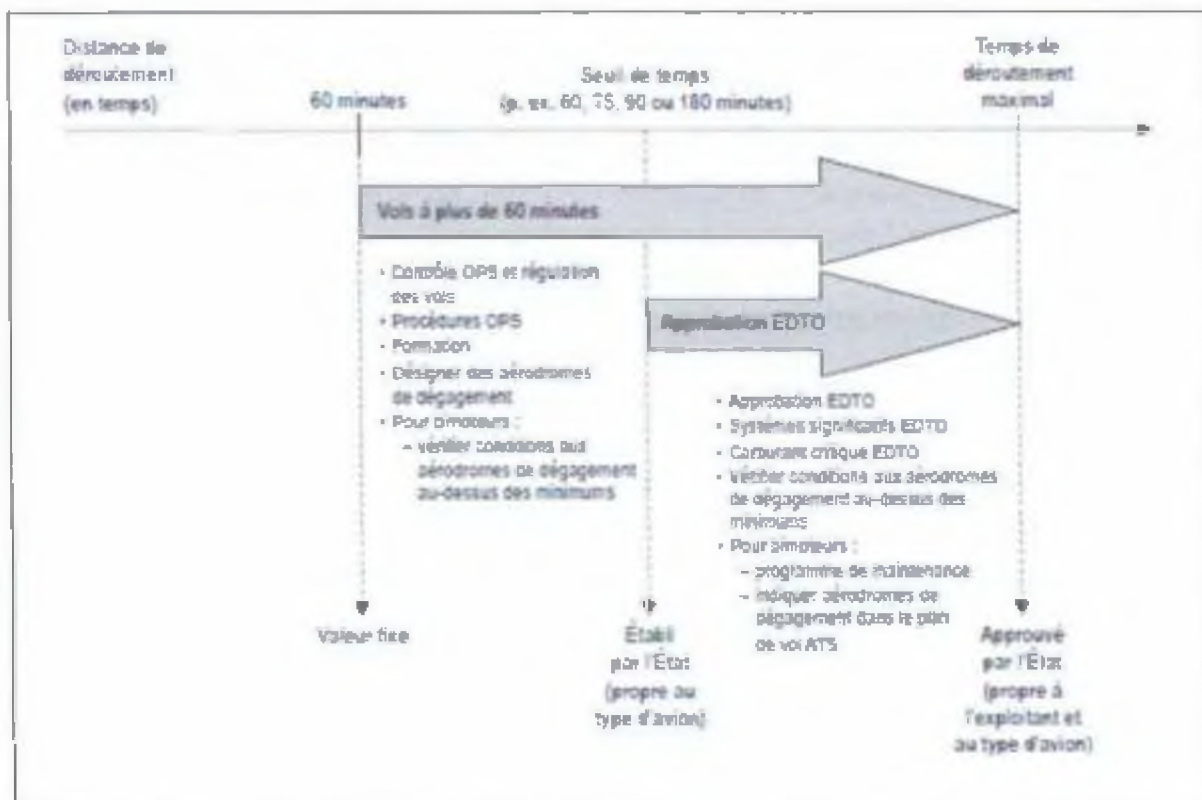 Distance de
déroutement
(en temps)
60 minutes
Seuil de temps
(p. ex. 60, 75, 90 ou 180 minutes)
Temps de
déroutement
maximal
Vols à plus de 60 minutes
• Contrôle OPS et régulation
des vols
• Procédures OPS
• Formation
• Désigner des aérodromes
de dégagement
• Pour bimoteurs :
– vérifier conditions aux
aérodromes de dégagement
au-dessus des minimums
Approbation EDTO
• Approbation EDTO
• Systèmes significatifs EDTO
• Carburant critique EDTO
• Vérifier conditions aux aérodromes
de dégagement au-dessus des
minimums
• Pour bimoteurs :
– programme de maintenance
– indiquer aérodromes de
dégagement dans le plan
de vol ATS
Valeur fixe
Établi
par l'État
(propre au
type d'avion)
Approuvé
par l'État
(propre à
l'exploitant et
au type d'avion)